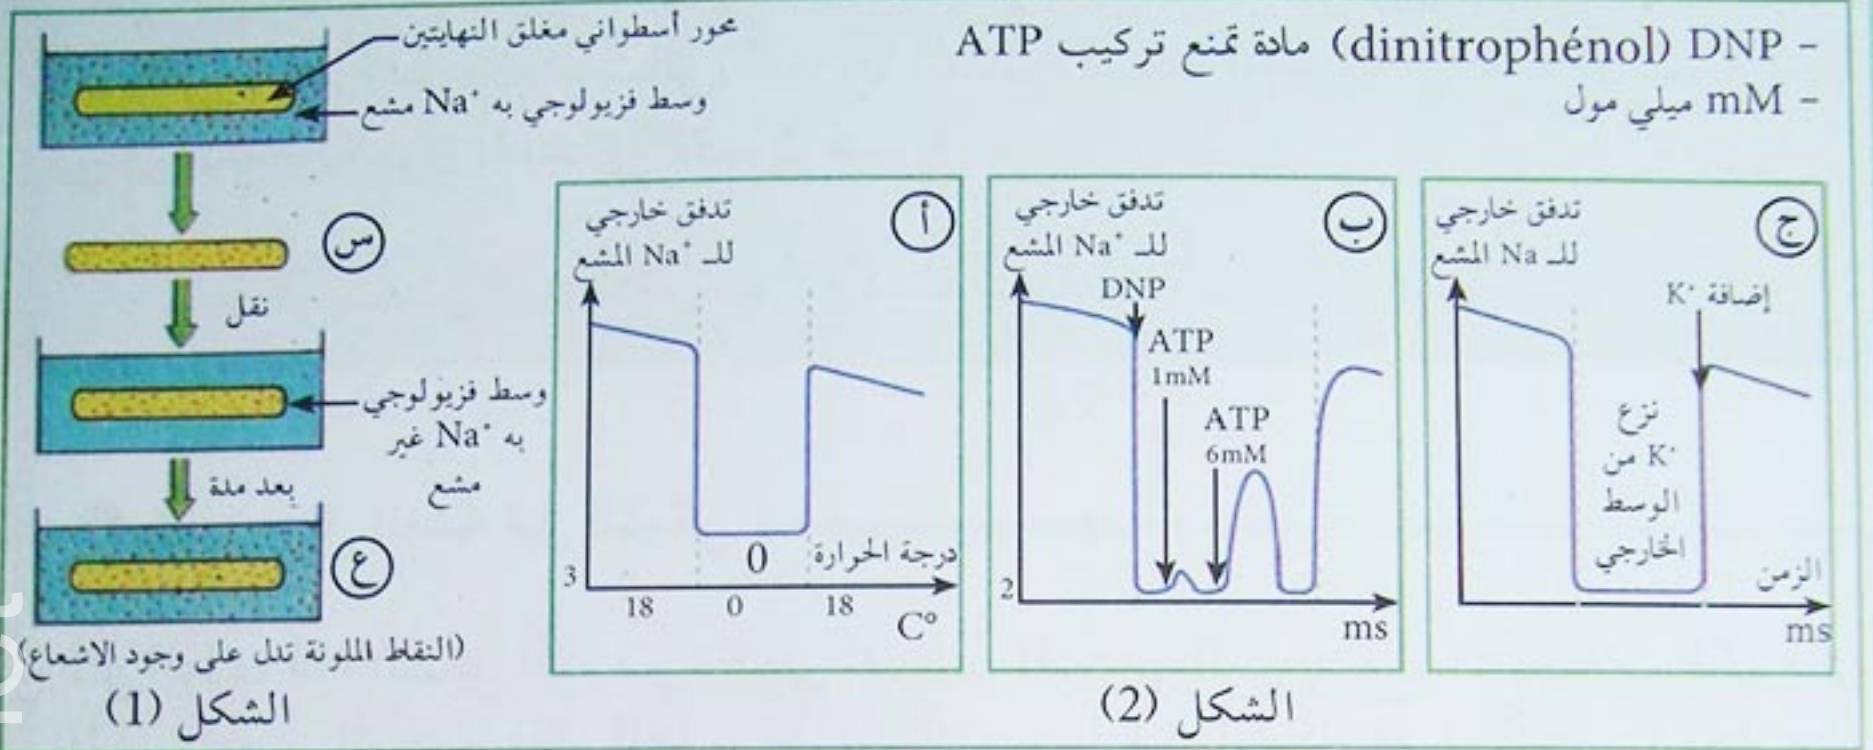 - DNP (dinitrophénol) مادة تمنع تركيب ATP
- mM ميلي مول
محور أسطواني مغلق النهايتين
وسط فزيولوجي به Na⁺ مشع
س
نقل
وسط فزيولوجي
به Na⁺ غير
مشع
بعد مدة
ع
(النقاط الملونة تدل على وجود الاشعاع)
الشكل (1)
أ
تدفق خارجي
للـ Na⁺ المشع
3
0
درجة الحرارة
18 0 18
C°
ب
تدفق خارجي
للـ Na⁺ المشع
DNP
ATP
1mM
ATP
6mM
2
ms
ج
تدفق خارجي
للـ Na المشع
إضافة K⁺
نزع
K⁺ من
الوسط
الخارجي
الزمن
ms
الشكل (2)